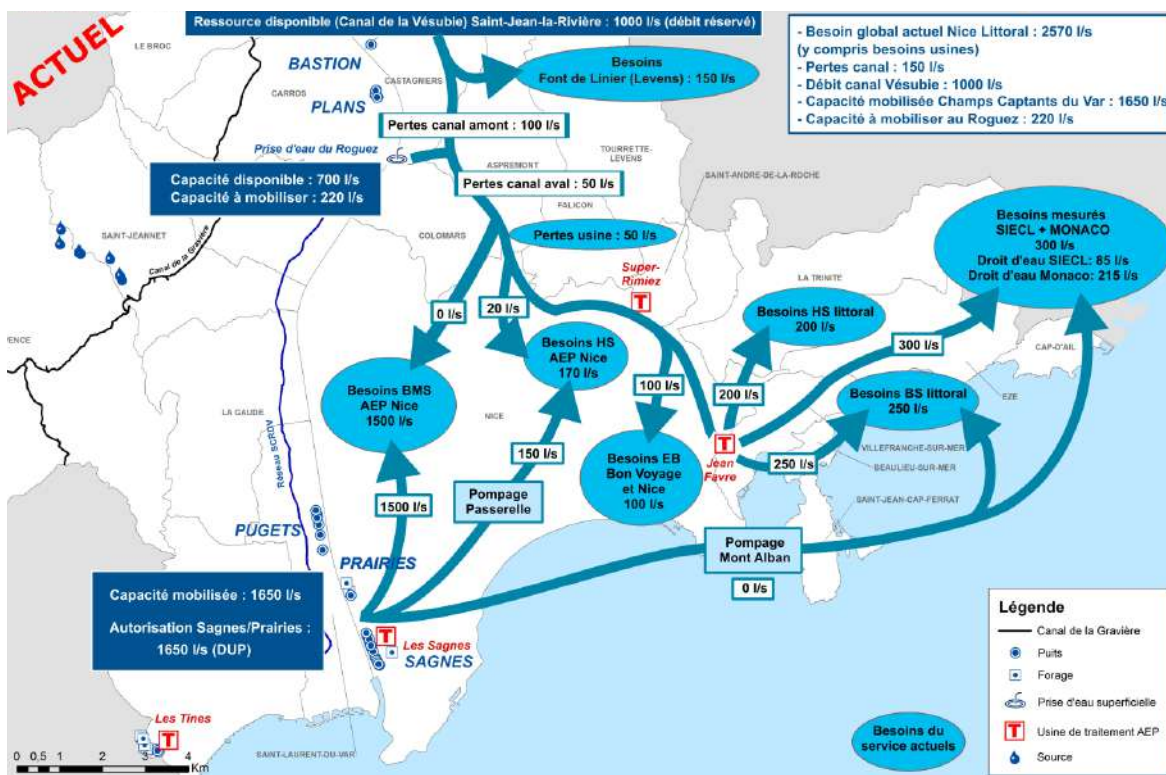 ACTUEL
Ressource disponible (Canal de la Vésubie) Saint-Jean-la-Rivière : 1000 l/s (débit réservé)
- Besoin global actuel Nice Littoral : 2570 l/s
(y compris besoins usines)
- Pertes canal : 150 l/s
- Débit canal Vésubie : 1000 l/s
- Capacité mobilisée Champs Captants du Var : 1650 l/s
- Capacité à mobiliser au Roguez : 220 l/s
LE BROC
BASTION
CASTAGNIERS
Besoins
Font de Linier (Levens) : 150 l/s
CARROS
PLANS
Pertes canal amont : 100 l/s
Prise d'eau du Roguez
ASPREMONT
TOURRETTE-
LEVENS
SAINT-ANDRE-DE-LA-ROCHE
Capacité disponible : 700 l/s
Capacité à mobiliser : 220 l/s
Pertes canal aval : 50 l/s
FALICON
SAINT-JEANNET
Canal de la Gravière
COLOMARS
Pertes usine : 50 l/s
Besoins mesurés
SIECL + MONACO
300 l/s
Droit d'eau SIECL: 85 l/s
Droit d'eau Monaco: 215 l/s
Super-
Rimiez
T
LA TRINITE
0 l/s
20 l/s
Besoins HS littoral
200 l/s
300 l/s
CAP-D'AIL
ENCE
Besoins HS
AEP Nice
170 l/s
Besoins BMS
AEP Nice
1500 l/s
100 l/s
200 l/s
Besoins BS littoral
250 l/s
EZE
LA GAUDE
NICE
Réseau SCRDV
150 l/s
Besoins EB
Bon Voyage
et Nice
100 l/s
T
Jean
Favre
250 l/s
VILLEFRANCHE-SUR-MER
BEAULIEU-SUR-MER
SAINT-JEAN-CAP-FERRAT
1500 l/s
Pompage
Passerelle
PUGETS
Pompage
Mont Alban
0 l/s
PRAIRIES
Capacité mobilisée : 1650 l/s
Autorisation Sagnes/Prairies :
1650 l/s (DUP)
T
Les Sagnes
SAGNES
Les Tines
T
SAINT-LAURENT-DU-VAR
0 0,5 1 2 3 4
Km
Besoins du
service actuels
Légende
Canal de la Gravière
Puits
Forage
Prise d'eau superficielle
T Usine de traitement AEP
Source